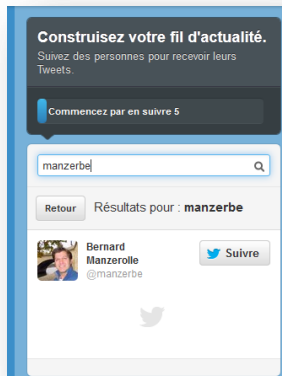 Construisez votre fil d'actualité.
Suivez des personnes pour recevoir leurs
Tweets.
Commencez par en suivre 5
manzerbe
Retour
Résultats pour : manzerbe
Bernard
Manzerolle
@manzerbe
Suivre